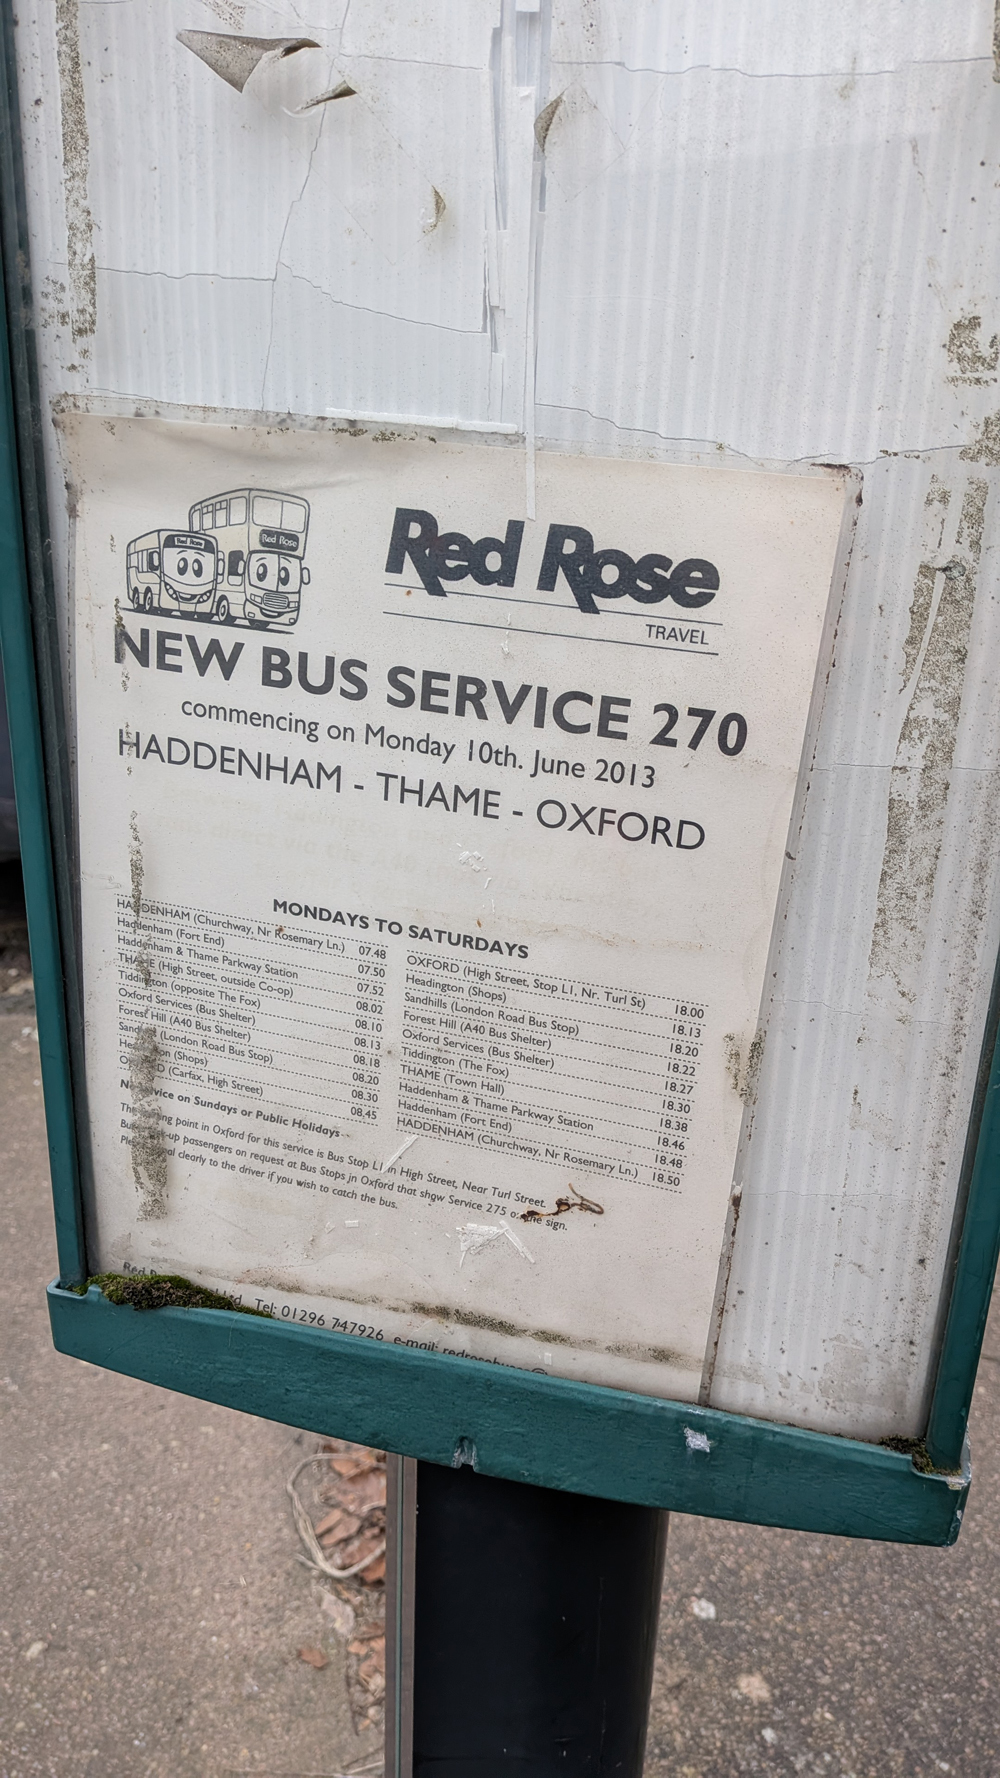 Red Rose
Red Rose
Red Rose
TRAVEL
NEW BUS SERVICE 270
commencing on Monday 10th. June 2013
HADDENHAM - THAME - OXFORD
MONDAYS TO SATURDAYS
HADDENHAM (Churchway, Nr Rosemary Ln.) 07.48
Haddenham (Fort End) 07.50
Haddenham & Thame Parkway Station 07.52
THAME (High Street, outside Co-op) 08.02
Tiddington (opposite The Fox) 08.10
Oxford Services (Bus Shelter) 08.13
Forest Hill (A40 Bus Shelter) 08.18
Sandhills (London Road Bus Stop) 08.20
Headington (Shops) 08.30
OXFORD (Carfax, High Street) 08.45
OXFORD (High Street, Stop L1, Nr. Turl St) 18.00
Headington (Shops) 18.13
Sandhills (London Road Bus Stop) 18.20
Forest Hill (A40 Bus Shelter) 18.22
Oxford Services (Bus Shelter) 18.27
Tiddington (The Fox) 18.30
THAME (Town Hall) 18.38
Haddenham & Thame Parkway Station 18.46
Haddenham (Fort End) 18.48
HADDENHAM (Churchway, Nr Rosemary Ln.) 18.50
No service on Sundays or Public Holidays
The point in Oxford for this service is Bus Stop L1 in High Street, Near Turl Street.
passengers on request at Bus Stops in Oxford that show Service 275 on the sign.
Please signal clearly to the driver if you wish to catch the bus.
Red Tel: 01296 747926 e-mail: